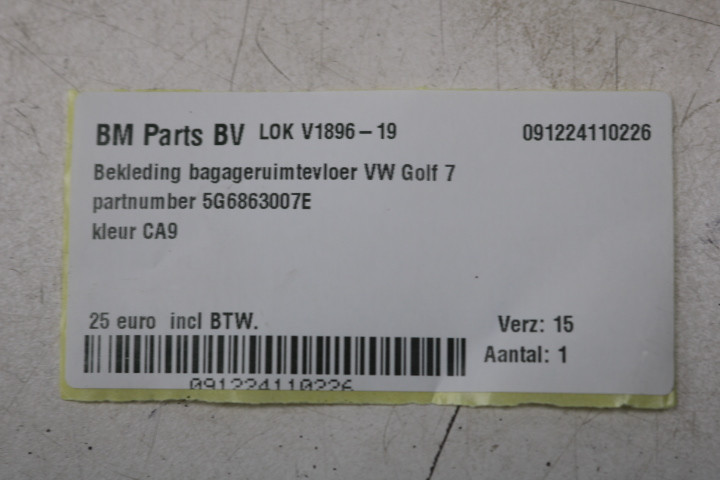 BM Parts BV LOK V1896-19 091224110226
Bekleding bagageruimtevloer VW Golf 7
partnumber 5G6863007E
kleur CA9
25 euro incl BTW. Verz: 15
Aantal: 1
091224110226